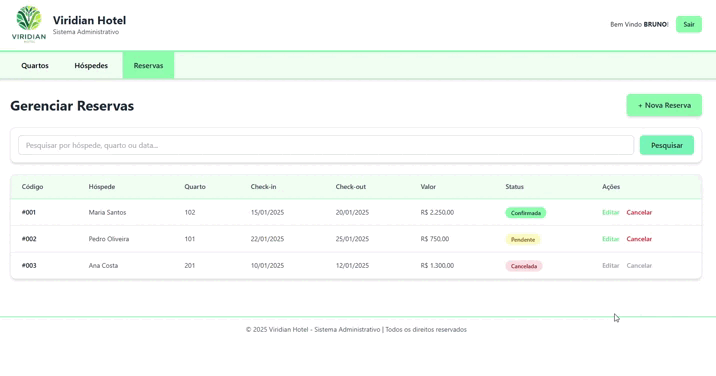 VIRIDIAN
HOTEL
Viridian Hotel
Sistema Administrativo
Bem Vindo BRUNO!
Sair
Quartos
Hóspedes
Reservas
Gerenciar Reservas
+ Nova Reserva
Pesquisar por hóspede, quarto ou data...
Pesquisar
Código Hóspede Quarto Check-in Check-out Valor Status Ações
#001 Maria Santos 102 15/01/2025 20/01/2025 R$ 2.250,00 Confirmada Editar Cancelar
#002 Pedro Oliveira 101 22/01/2025 25/01/2025 R$ 750,00 Pendente Editar Cancelar
#003 Ana Costa 201 10/01/2025 12/01/2025 R$ 1.300,00 Cancelada Editar Cancelar
© 2025 Viridian Hotel - Sistema Administrativo | Todos os direitos reservados